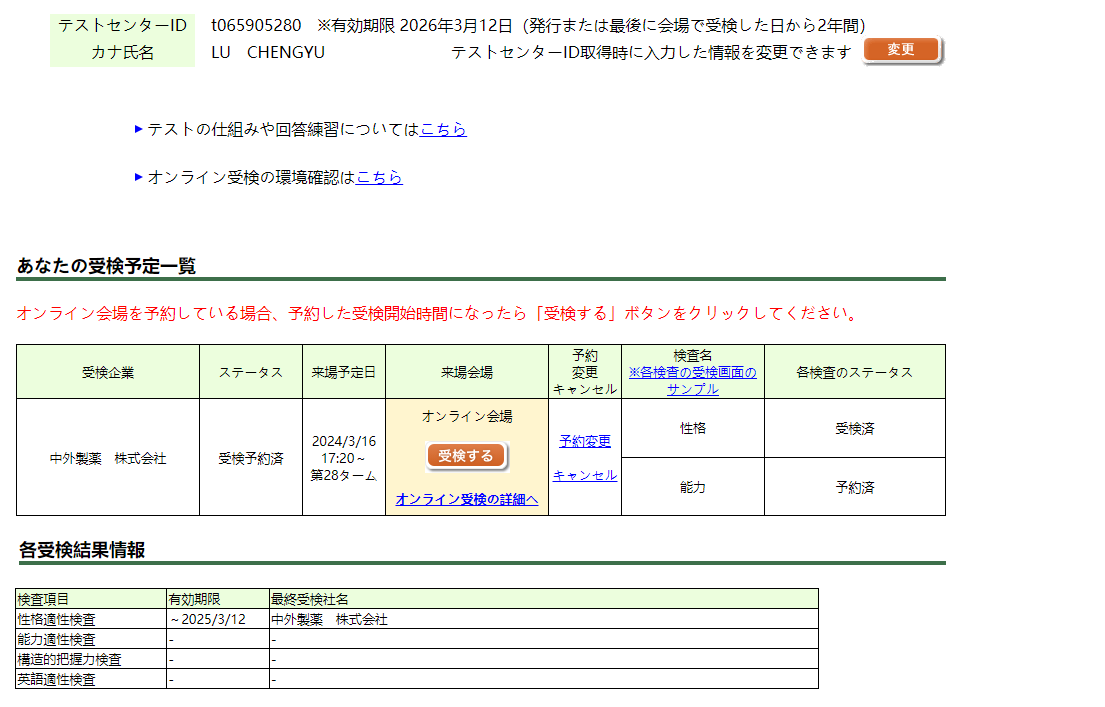 テストセンターID t065905280 ※有効期限 2026年3月12日（発行または最後に会場で受検した日から2年間）
カナ氏名 LU CHENGYU テストセンターID取得時に入力した情報を変更できます 変更
テストの仕組みや回答練習についてはこちら
オンライン受検の環境確認はこちら
あなたの受検予定一覧
オンライン会場を予約している場合、予約した受検開始時間になったら「受検する」ボタンをクリックしてください。
受検企業 ステータス 来場予定日 来場会場 予約 変更 キャンセル 検査名 ※各検査の受検画面のサンプル 各検査のステータス
中外製薬　株式会社 受検予約済 2024/3/16 17:20～ 第28ターム オンライン会場 受検する オンライン受検の詳細へ 予約変更 キャンセル 性格 受検済
能力 予約済
各受検結果情報
検査項目 有効期限 最終受検社名
性格適性検査 ～2025/3/12 中外製薬　株式会社
能力適性検査 - -
構造的把握力検査 - -
英語適性検査 - -